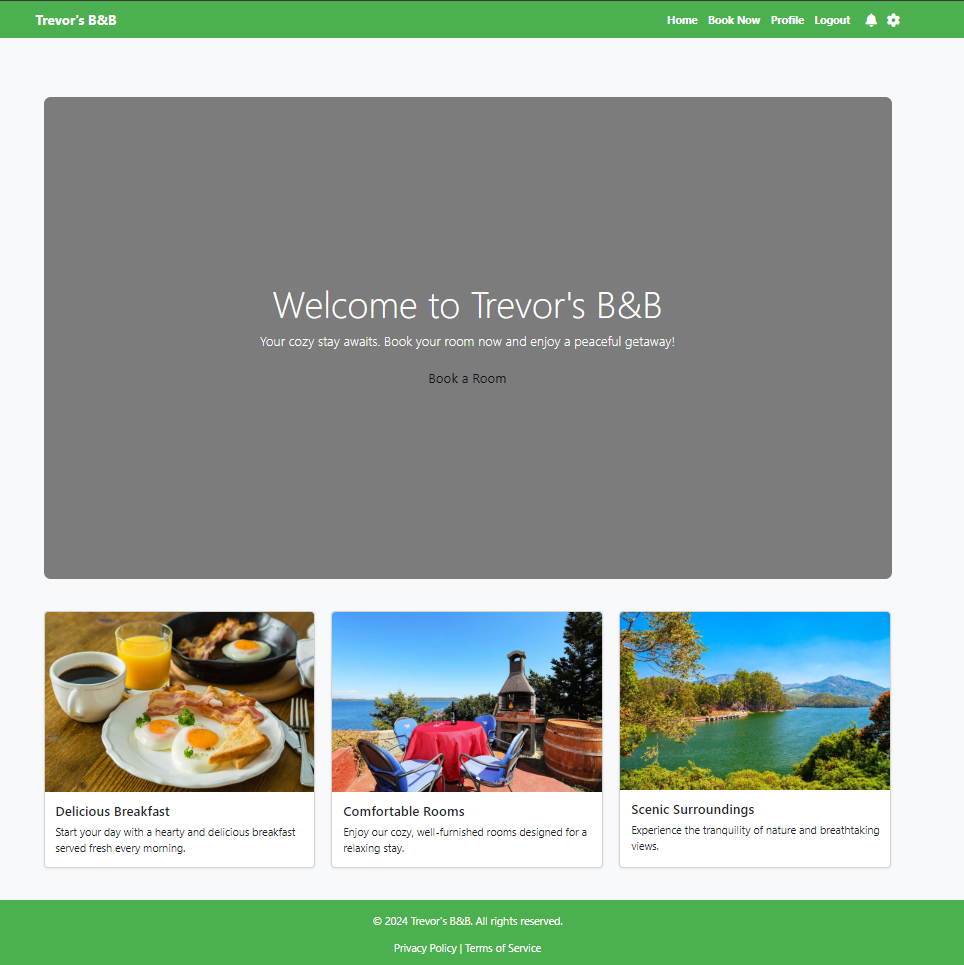 Trevor's B&B
Home Book Now Profile Logout
Welcome to Trevor's B&B
Your cozy stay awaits. Book your room now and enjoy a peaceful getaway!
Book a Room
Delicious Breakfast
Start your day with a hearty and delicious breakfast
served fresh every morning.
Comfortable Rooms
Enjoy our cozy, well-furnished rooms designed for a
relaxing stay.
Scenic Surroundings
Experience the tranquility of nature and breathtaking
views.
© 2024 Trevor's B&B. All rights reserved.
Privacy Policy | Terms of Service